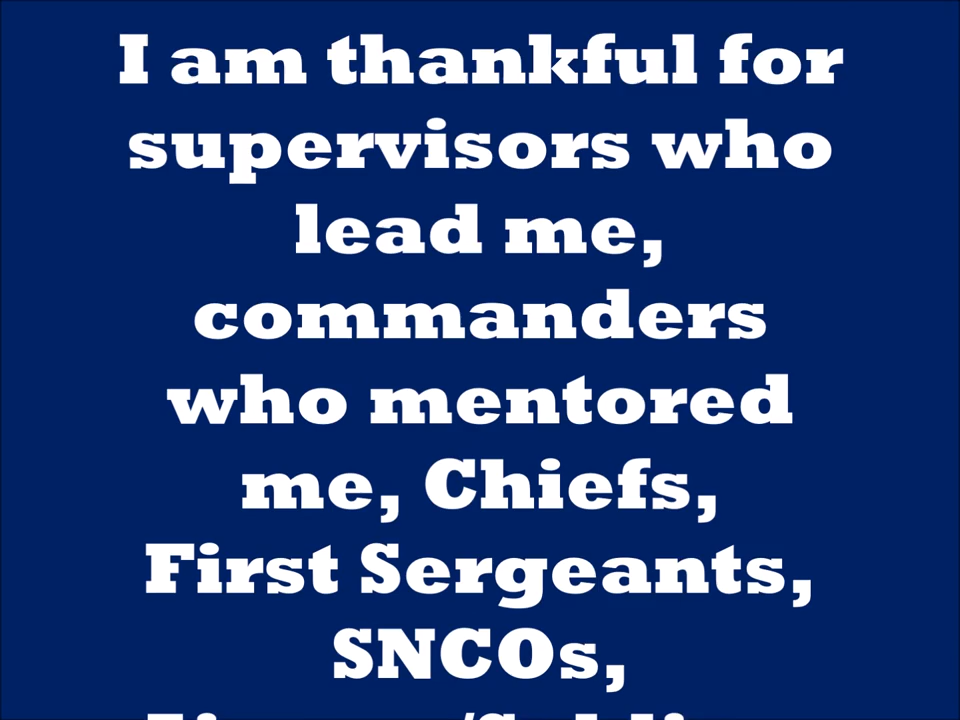 I am thankful for
supervisors who
lead me,
commanders
who mentored
me, Chiefs,
First Sergeants,
SNCOs,